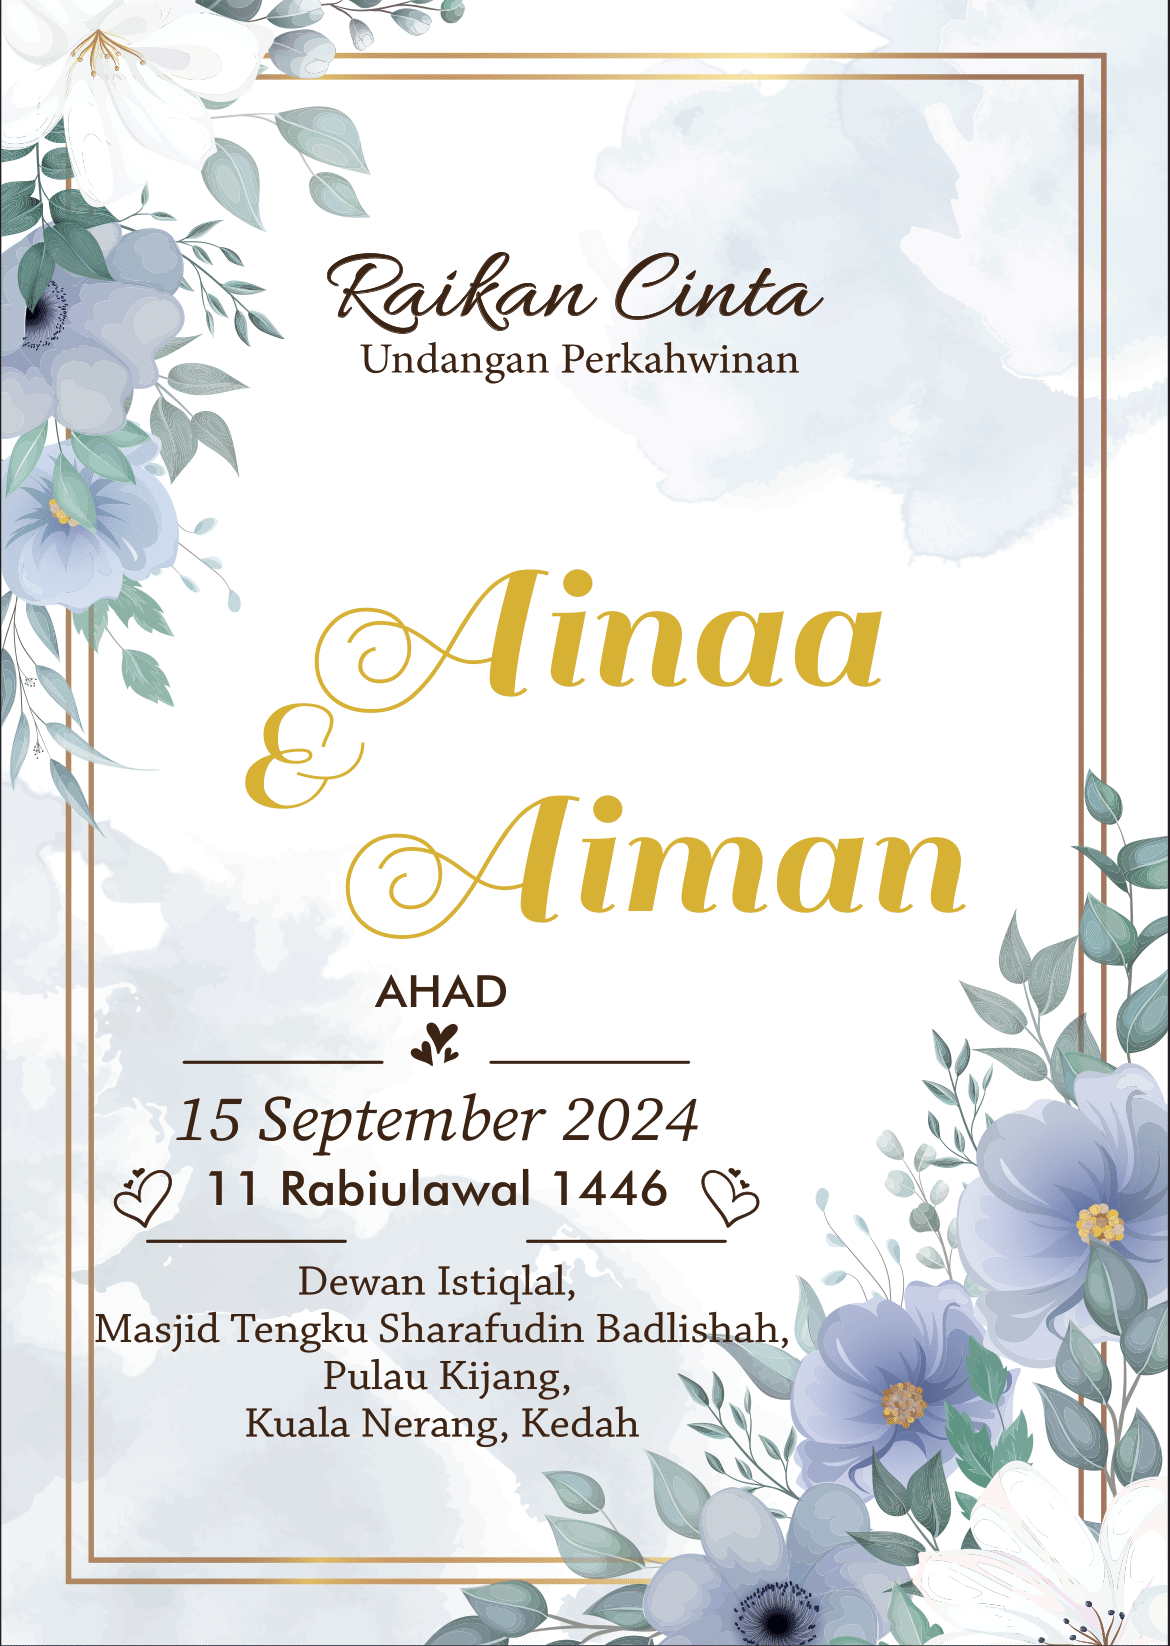 Raikan Cinta
Undangan Perkahwinan
Ainaa
&
Aiman
AHAD
15 September 2024
11 Rabiulawal 1446
Dewan Istiqlal,
Masjid Tengku Sharafudin Badlishah,
Pulau Kijang,
Kuala Nerang, Kedah